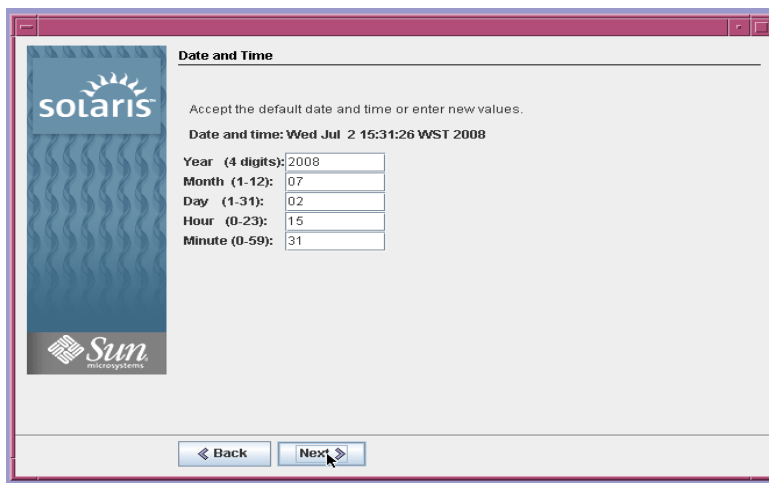 Date and Time
solaris
Accept the default date and time or enter new values.
Date and time: Wed Jul 2 15:31:26 WST 2008
Year (4 digits): 2008
Month (1-12): 07
Day (1-31): 02
Hour (0-23): 15
Minute (0-59): 31
Sun
microsystems
Back Next